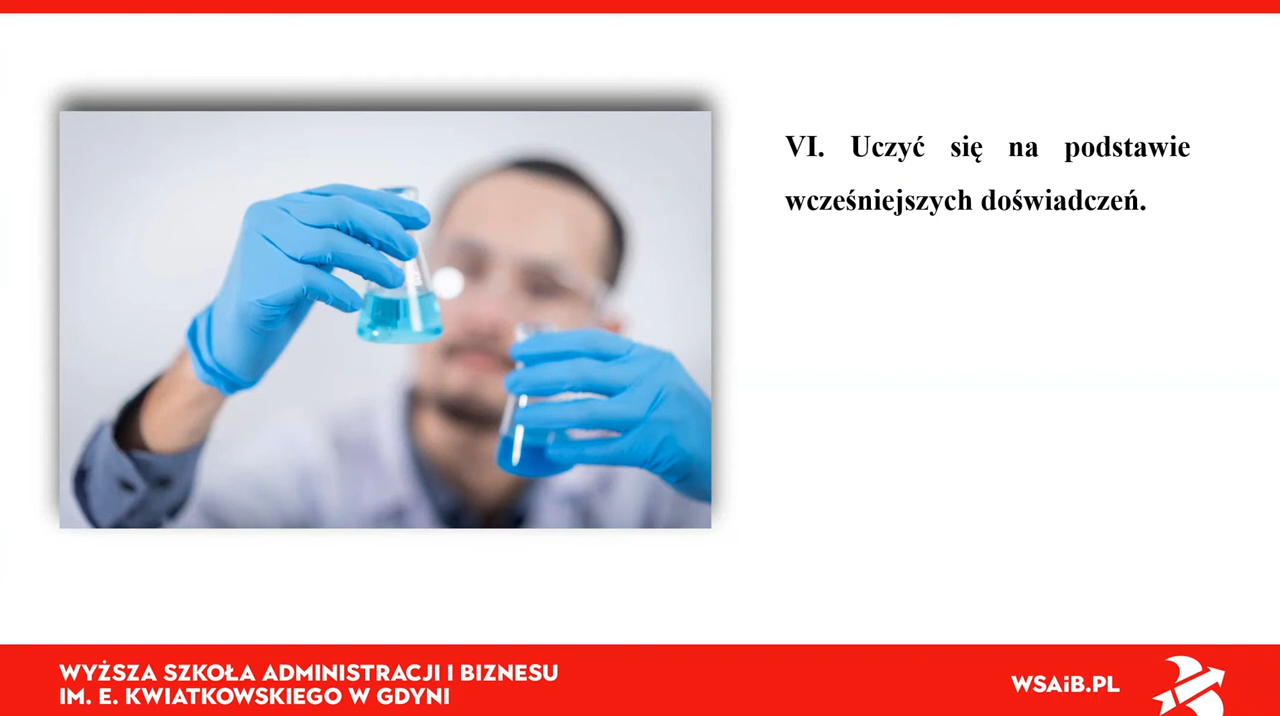 VI. Uczyć się na podstawie
wcześniejszych doświadczeń.
WYŻSZA SZKOŁA ADMINISTRACJI I BIZNESU
IM. E. KWIATKOWSKIEGO W GDYNI
WSAiB.PL